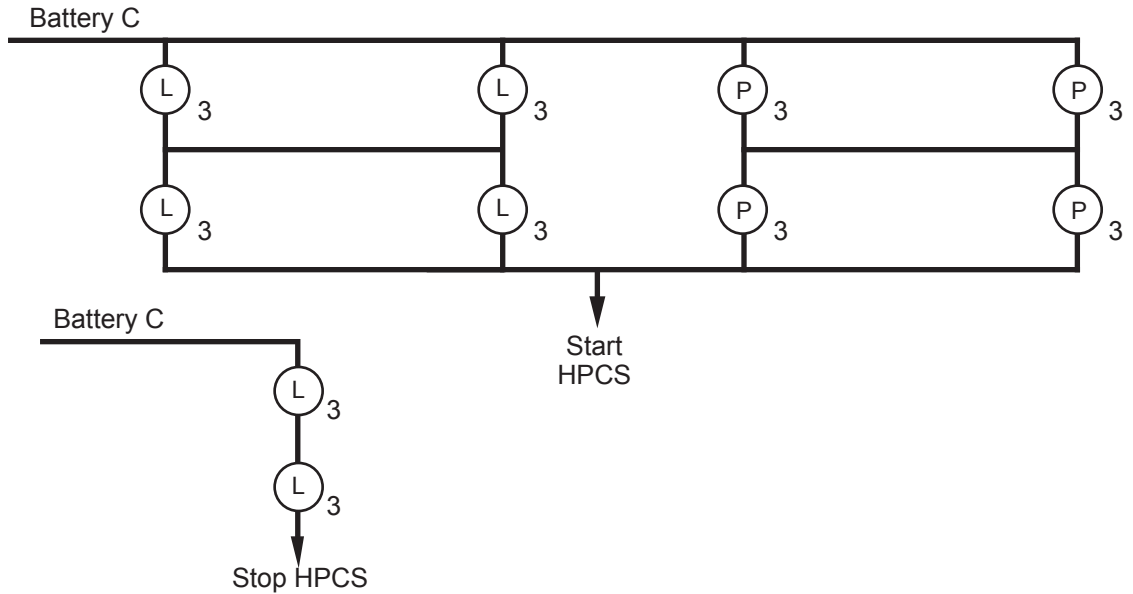 Battery C
L 3 L 3 P 3 P 3
L 3 L 3 P 3 P 3
Start
HPCS
Battery C
L 3
L 3
Stop HPCS